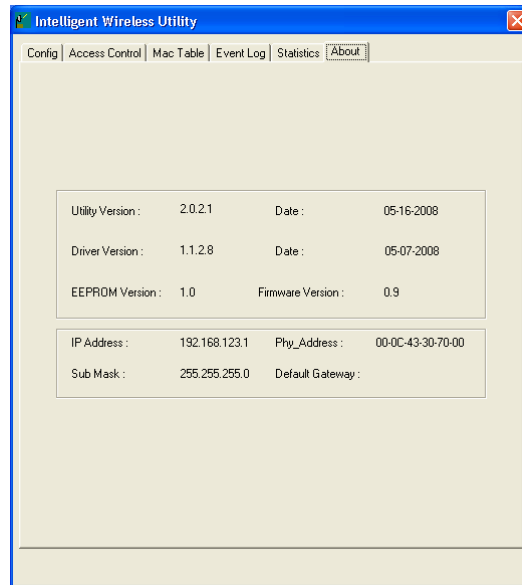 Intelligent Wireless Utility
Config Access Control Mac Table Event Log Statistics About
Utility Version : 2.0.2.1 Date : 05-16-2008
Driver Version : 1.1.2.8 Date : 05-07-2008
EEPROM Version : 1.0 Firmware Version : 0.9
IP Address : 192.168.123.1 Phy_Address : 00-0C-43-30-70-00
Sub Mask : 255.255.255.0 Default Gateway :